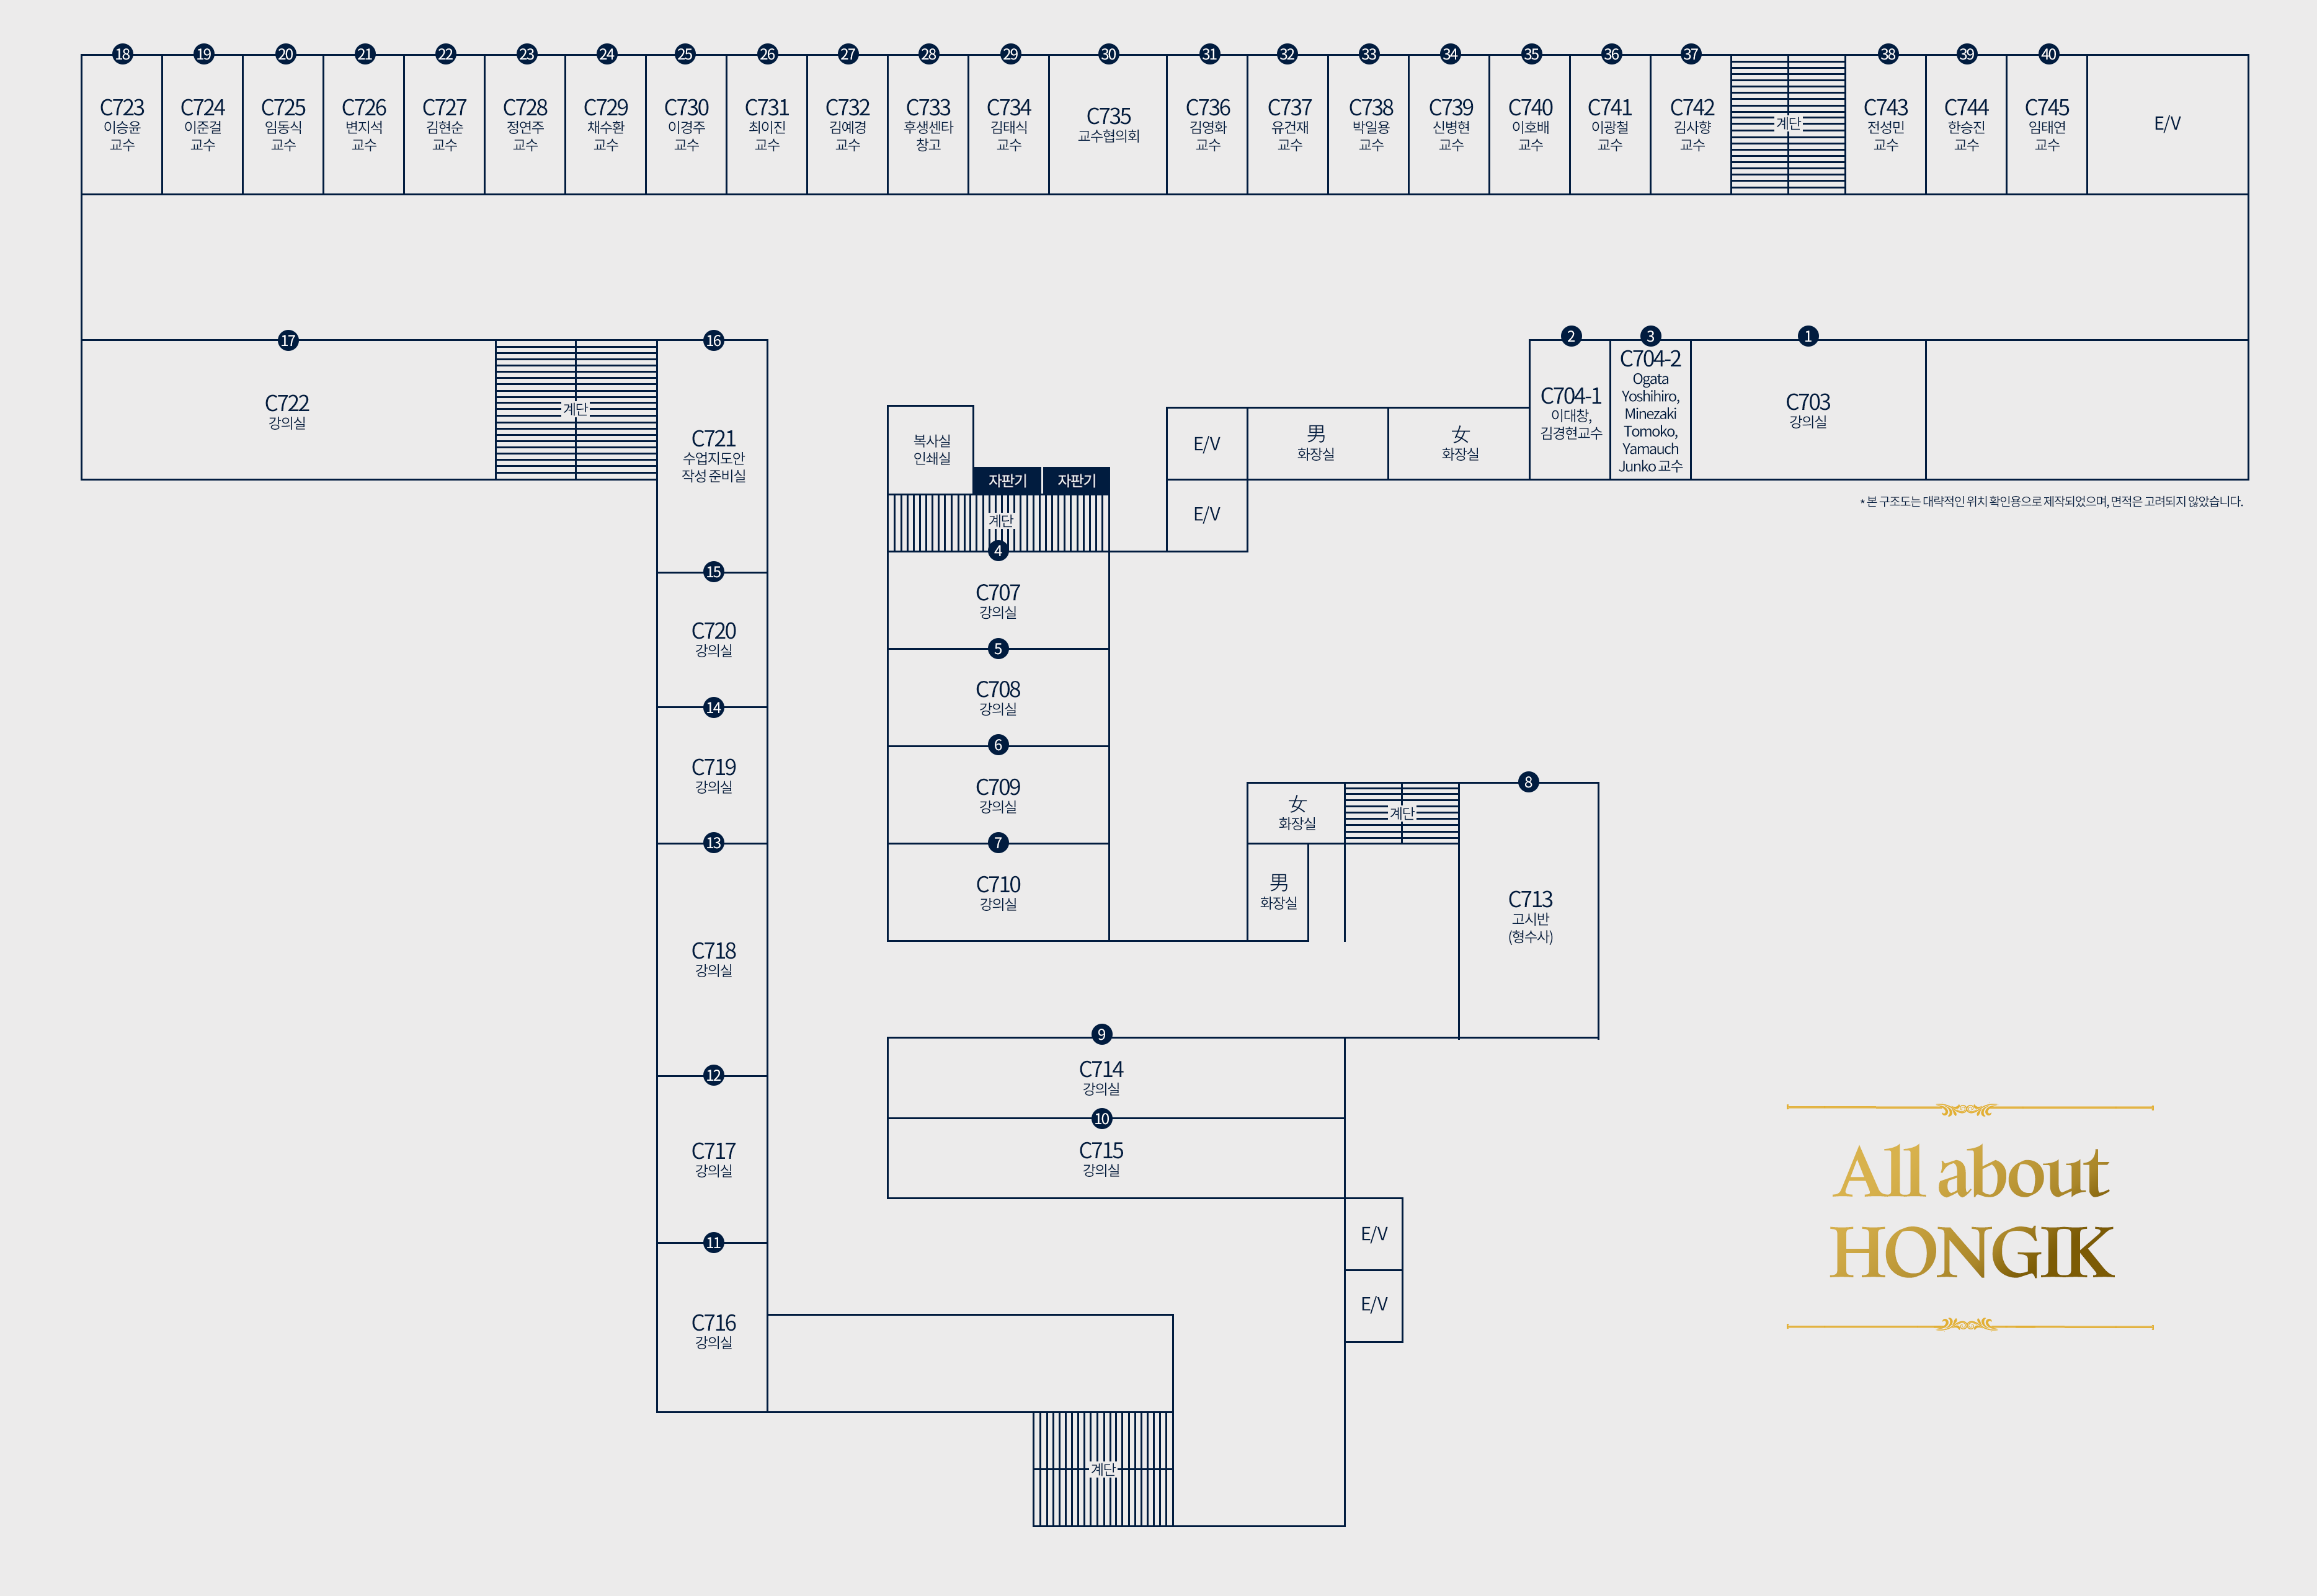 18
C723
이승윤
교수
19
C724
이준걸
교수
20
C725
임동식
교수
21
C726
변지석
교수
22
C727
김현순
교수
23
C728
정연주
교수
24
C729
채수환
교수
25
C730
이경주
교수
26
C731
최이진
교수
27
C732
김예경
교수
28
C733
후생센타
창고
29
C734
김태식
교수
30
C735
교수협의회
31
C736
김영화
교수
32
C737
유건재
교수
33
C738
박일용
교수
34
C739
신병현
교수
35
C740
이호배
교수
36
C741
이광철
교수
37
C742
김사향
교수
계단
38
C743
전성민
교수
39
C744
한승진
교수
40
C745
임태연
교수
E/V
17
C722
강의실
계단
16
C721
수업지도안
작성 준비실
복사실
인쇄실
자판기
자판기
계단
E/V
E/V
男
화장실
女
화장실
2
C704-1
이대창,
김경현교수
3
C704-2
Ogata
Yoshihiro,
Minezaki
Tomoko,
Yamauch
Junko 교수
1
C703
강의실
* 본 구조도는 대략적인 위치 확인용으로 제작되었으며, 면적은 고려되지 않았습니다.
4
C707
강의실
15
C720
강의실
5
C708
강의실
14
C719
강의실
6
C709
강의실
女
화장실
계단
8
C713
고시반
(형수사)
13
C718
강의실
7
C710
강의실
男
화장실
9
C714
강의실
12
C717
강의실
10
C715
강의실
E/V
E/V
11
C716
강의실
계단
All about
HONGIK